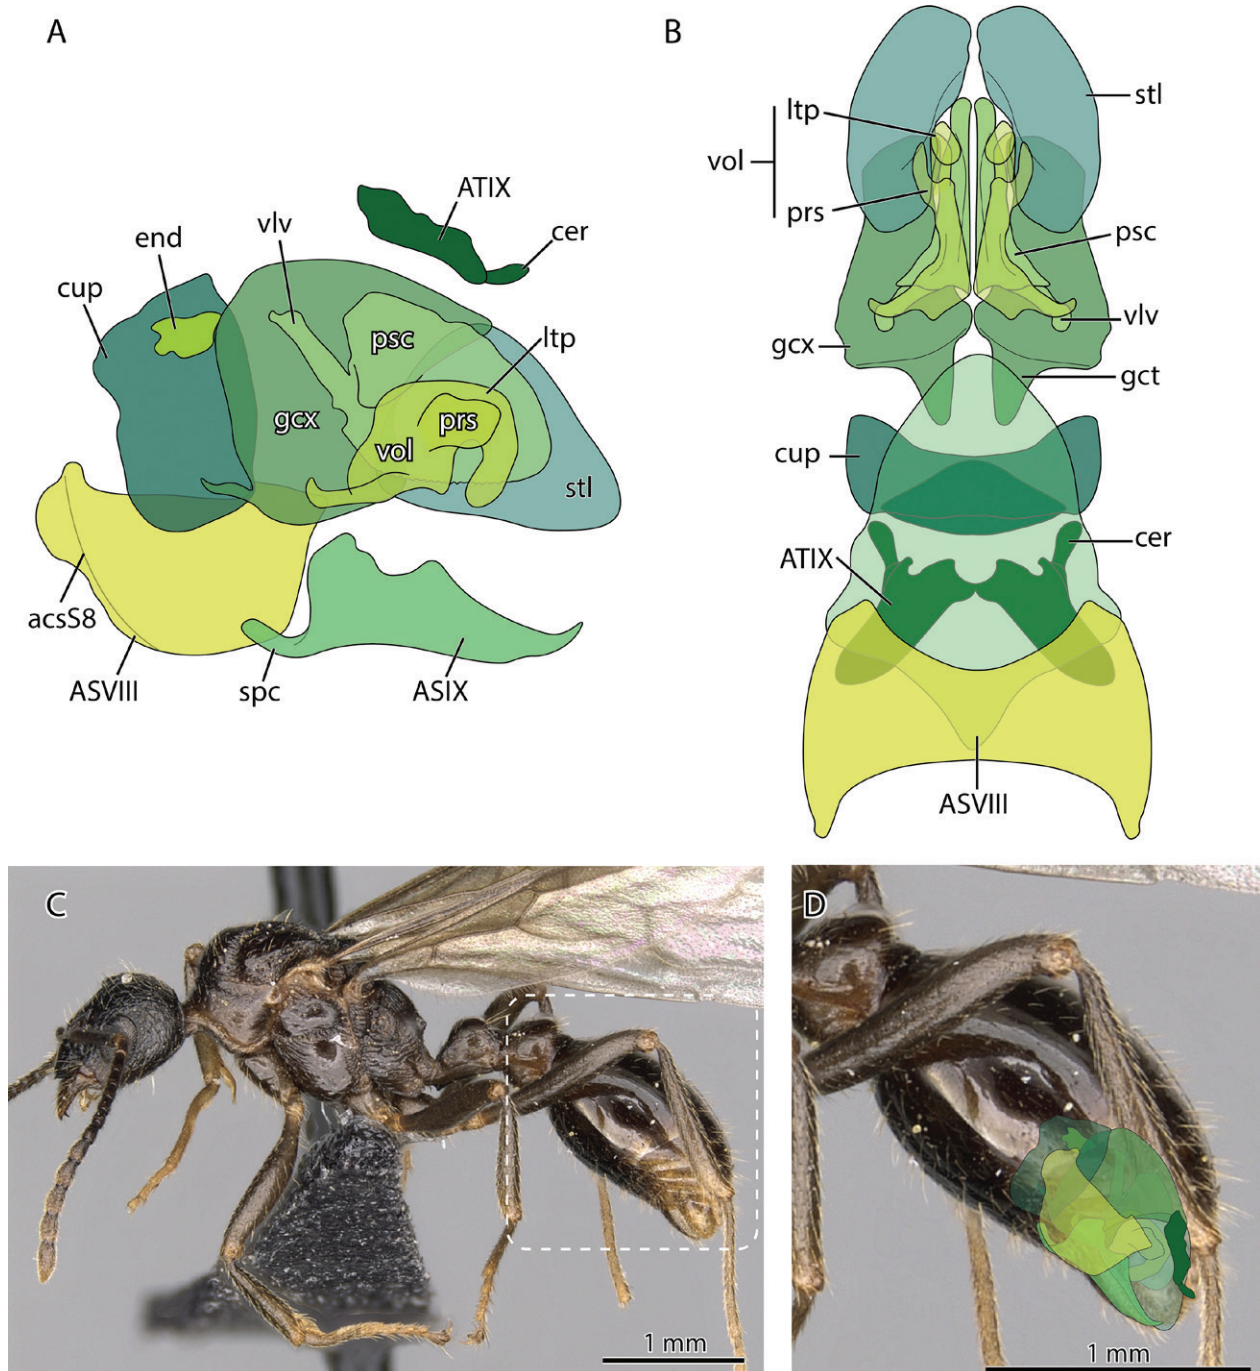 A
ATIX
cer
vlv
end
cup
psc
ltp
gcx
prs
vol
stl
acsS8
ASVIII
spc
ASIX
B
stl
ltp
vol
prs
psc
vlv
gcx
gct
cup
cer
ATIX
ASVIII
C
1 mm
D
1 mm